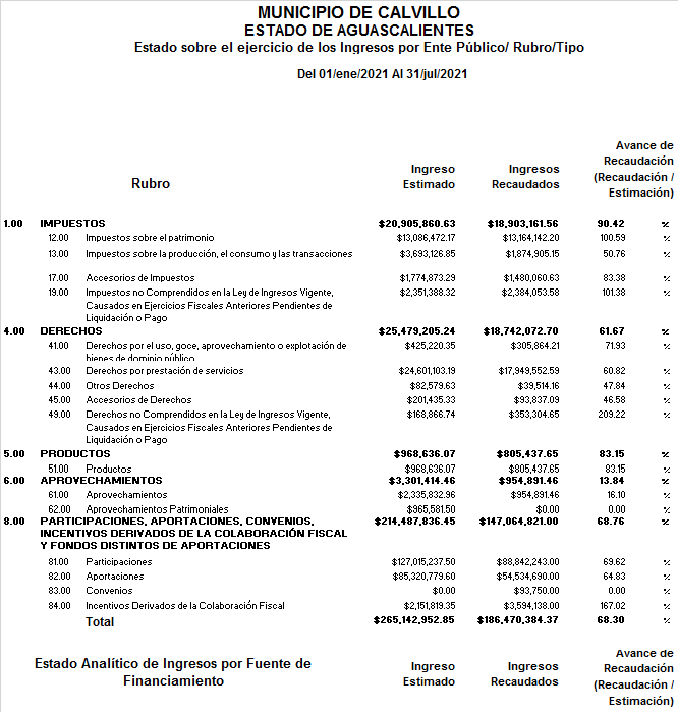 MUNICIPIO DE CALVILLO
ESTADO DE AGUASCALIENTES
Estado sobre el ejercicio de los Ingresos por Ente Público/ Rubro/Tipo
Del 01/ene/2021 Al 31/jul/2021
Rubro Ingreso Estimado Ingresos Recaudados Avance de Recaudación (Recaudación / Estimación)
1.00 IMPUESTOS $20,905,860.63 $18,903,161.56 90.42 %
12.00 Impuestos sobre el patrimonio $13,086,472.17 $13,164,142.20 100.59 %
13.00 Impuestos sobre la producción, el consumo y las transacciones $3,693,126.85 $1,874,905.15 50.76 %
17.00 Accesorios de Impuestos $1,774,873.29 $1,480,060.63 83.38 %
19.00 Impuestos no Comprendidos en la Ley de Ingresos Vigente, $2,351,388.32 $2,384,053.58 101.38 %
Causados en Ejercicios Fiscales Anteriores Pendientes de
Liquidación o Pago
4.00 DERECHOS $25,479,205.24 $18,742,072.70 61.67 %
41.00 Derechos por el uso, goce, aprovechamiento o explotación de $425,220.35 $305,864.21 71.93 %
bienes de dominio público
43.00 Derechos por prestación de servicios $24,601,103.19 $17,949,552.59 60.82 %
44.00 Otros Derechos $82,579.63 $39,514.16 47.84 %
45.00 Accesorios de Derechos $201,435.33 $93,837.09 46.58 %
49.00 Derechos no Comprendidos en la Ley de Ingresos Vigente, $168,866.74 $353,304.65 209.22 %
Causados en Ejercicios Fiscales Anteriores Pendientes de
Liquidación o Pago
5.00 PRODUCTOS $968,636.07 $805,437.65 83.15 %
51.00 Productos $968,636.07 $805,437.65 83.15 %
6.00 APROVECHAMIENTOS $3,301,414.46 $954,891.46 13.84 %
61.00 Aprovechamientos $2,335,832.96 $954,891.46 16.10 %
62.00 Aprovechamientos Patrimoniales $965,581.50 $0.00 0.00 %
8.00 PARTICIPACIONES, APORTACIONES, CONVENIOS, $214,487,836.45 $147,064,821.00 68.76 %
INCENTIVOS DERIVADOS DE LA COLABORACIÓN FISCAL
Y FONDOS DISTINTOS DE APORTACIONES
81.00 Participaciones $127,015,237.50 $88,842,243.00 69.62 %
82.00 Aportaciones $85,320,779.60 $54,534,690.00 64.83 %
83.00 Convenios $0.00 $93,750.00 0.00 %
84.00 Incentivos Derivados de la Colaboración Fiscal $2,151,819.35 $3,594,138.00 167.02 %
Total $265,142,952.85 $186,470,384.37 68.30 %
Estado Analítico de Ingresos por Fuente de Financiamiento Ingreso Estimado Ingresos Recaudados Avance de Recaudación (Recaudación / Estimación)